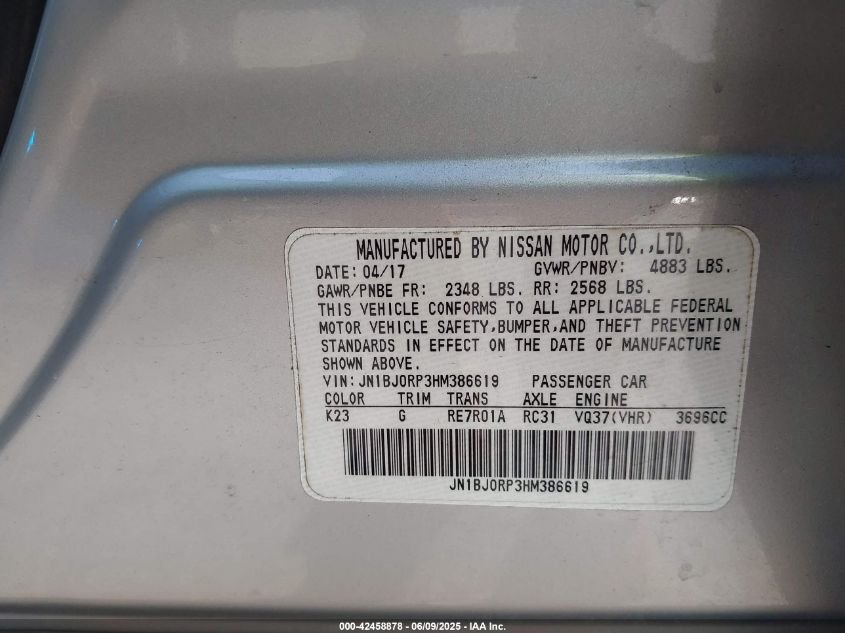 MANUFACTURED BY NISSAN MOTOR CO.,LTD.
DATE: 04/17 GVWR/PNBV: 4883 LBS.
GAWR/PNBE FR: 2348 LBS. RR: 2568 LBS.
THIS VEHICLE CONFORMS TO ALL APPLICABLE FEDERAL
MOTOR VEHICLE SAFETY,BUMPER,AND THEFT PREVENTION
STANDARDS IN EFFECT ON THE DATE OF MANUFACTURE
SHOWN ABOVE.
VIN:JN1BJ0RP3HM386619 PASSENGER CAR
COLOR TRIM TRANS AXLE ENGINE
K23 G RE7R01A RC31 VQ37(VHR) 3696CC
JN1BJ0RP3HM386619
000-42458878 - 06/09/2025 - IAA Inc.